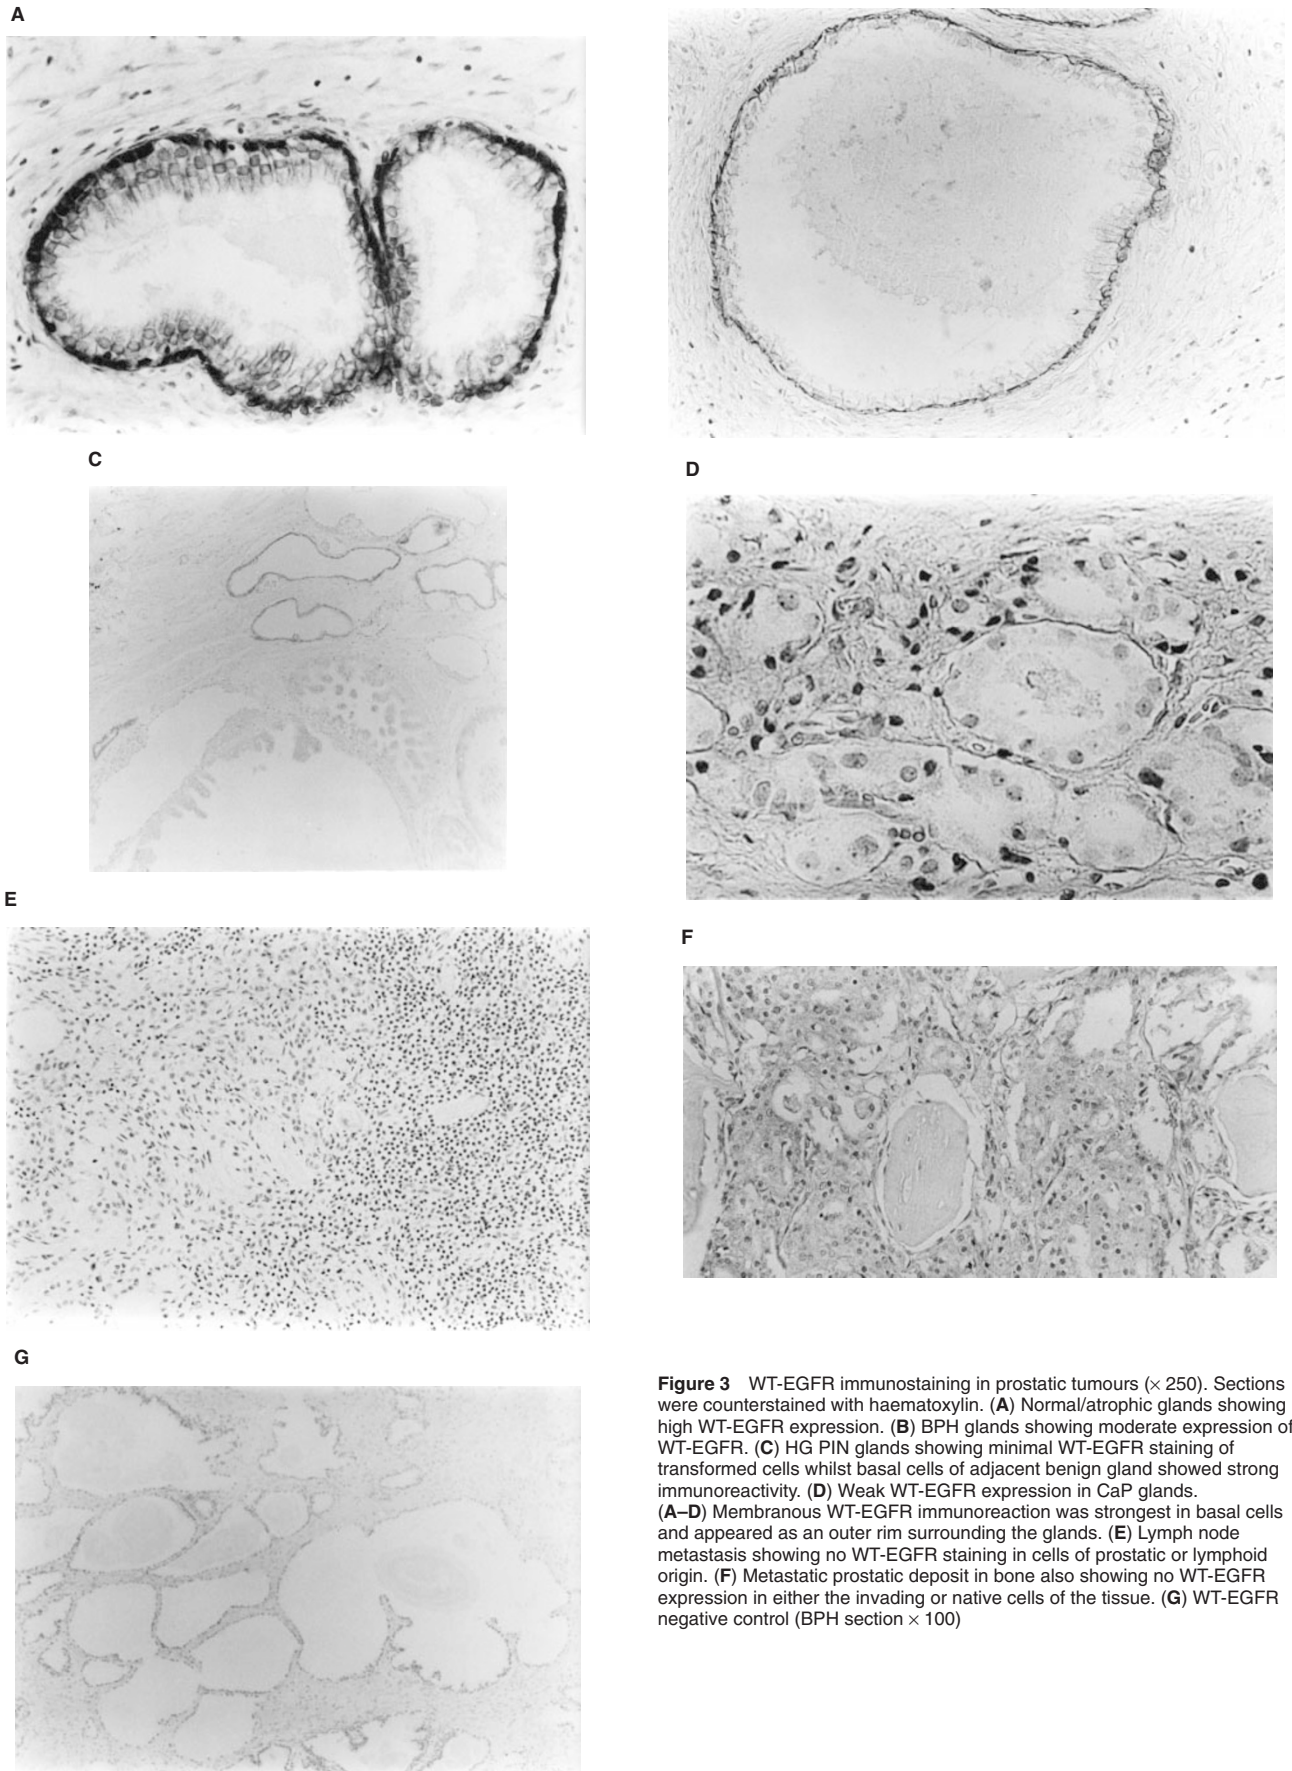 A
C
D
E
F
G
Figure 3 WT-EGFR immunostaining in prostatic tumours (× 250). Sections
were counterstained with haematoxylin. (A) Normal/atrophic glands showing
high WT-EGFR expression. (B) BPH glands showing moderate expression of
WT-EGFR. (C) HG PIN glands showing minimal WT-EGFR staining of
transformed cells whilst basal cells of adjacent benign gland showed strong
immunoreactivity. (D) Weak WT-EGFR expression in CaP glands.
(A–D) Membranous WT-EGFR immunoreaction was strongest in basal cells
and appeared as an outer rim surrounding the glands. (E) Lymph node
metastasis showing no WT-EGFR staining in cells of prostatic or lymphoid
origin. (F) Metastatic prostatic deposit in bone also showing no WT-EGFR
expression in either the invading or native cells of the tissue. (G) WT-EGFR
negative control (BPH section × 100)